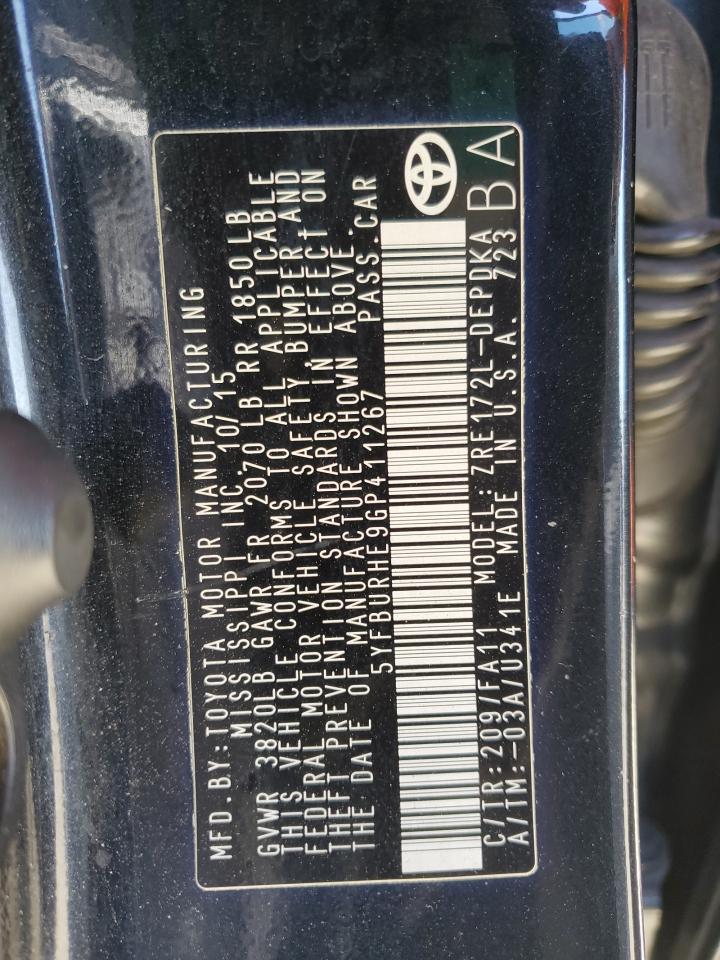 MFD.BY:TOYOTA MOTOR MANUFACTURING
MISSISSIPPI INC. 10/15
GVWR 3820LB GAWR FR 2070 LB RR 1850LB
THIS VEHICLE CONFORMS TO ALL APPLICABLE
FEDERAL MOTOR VEHICLE SAFETY, BUMPER,AND
THEFT PREVENTION STANDARDS IN EFFECT ON
THE DATE OF MANUFACTURE SHOWN ABOVE.
5YFBURHE9GP411267 PASS.CAR
C/TR:209/FA11 MODEL:ZRE172L-DEPDKA
A/TM:-03A/U341E MADE IN U.S.A. 723
BA